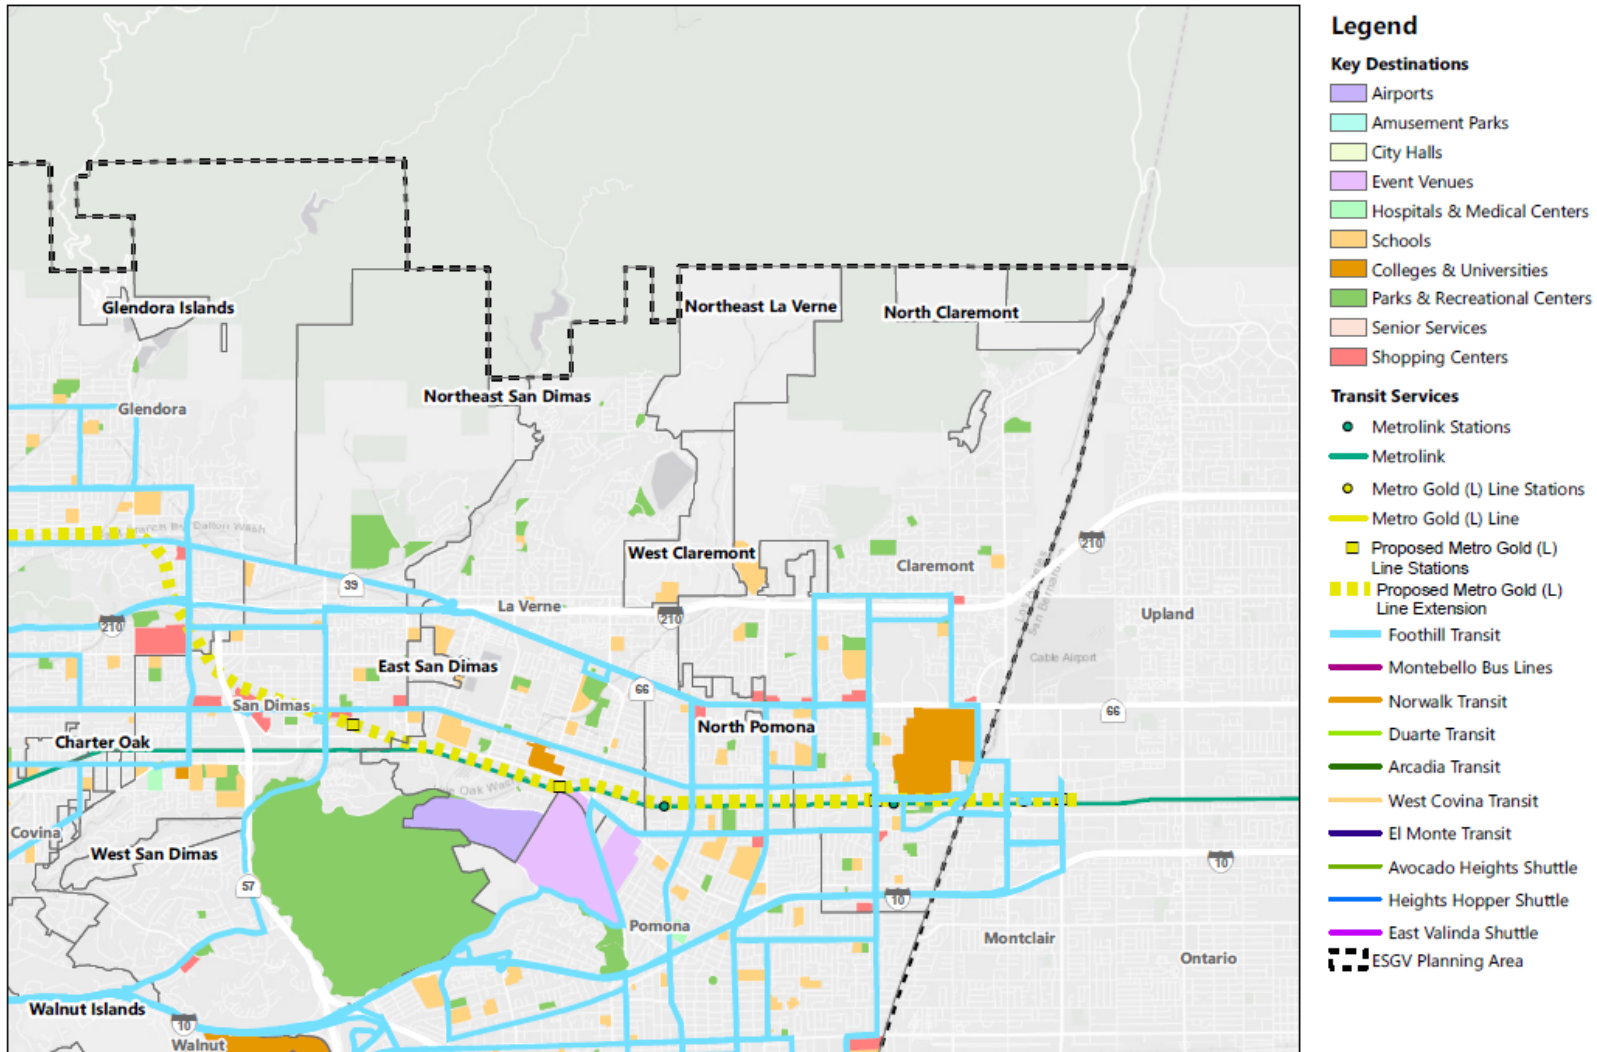 Glendora Islands
Northeast La Verne
North Claremont
Northeast San Dimas
Glendora
Dalton Wash
West Claremont
Claremont
39
210
La Verne
210
210
Upland
Cable Airport
East San Dimas
66
66
San Dimas
North Pomona
Charter Oak
Oak Wash
Covina
West San Dimas
57
10
10
Pomona
Montclair
Ontario
Walnut Islands
10
Walnut
Legend
Key Destinations
Airports
Amusement Parks
City Halls
Event Venues
Hospitals & Medical Centers
Schools
Colleges & Universities
Parks & Recreational Centers
Senior Services
Shopping Centers
Transit Services
Metrolink Stations
Metrolink
Metro Gold (L) Line Stations
Metro Gold (L) Line
Proposed Metro Gold (L)
Line Stations
Proposed Metro Gold (L)
Line Extension
Foothill Transit
Montebello Bus Lines
Norwalk Transit
Duarte Transit
Arcadia Transit
West Covina Transit
El Monte Transit
Avocado Heights Shuttle
Heights Hopper Shuttle
East Valinda Shuttle
ESGV Planning Area